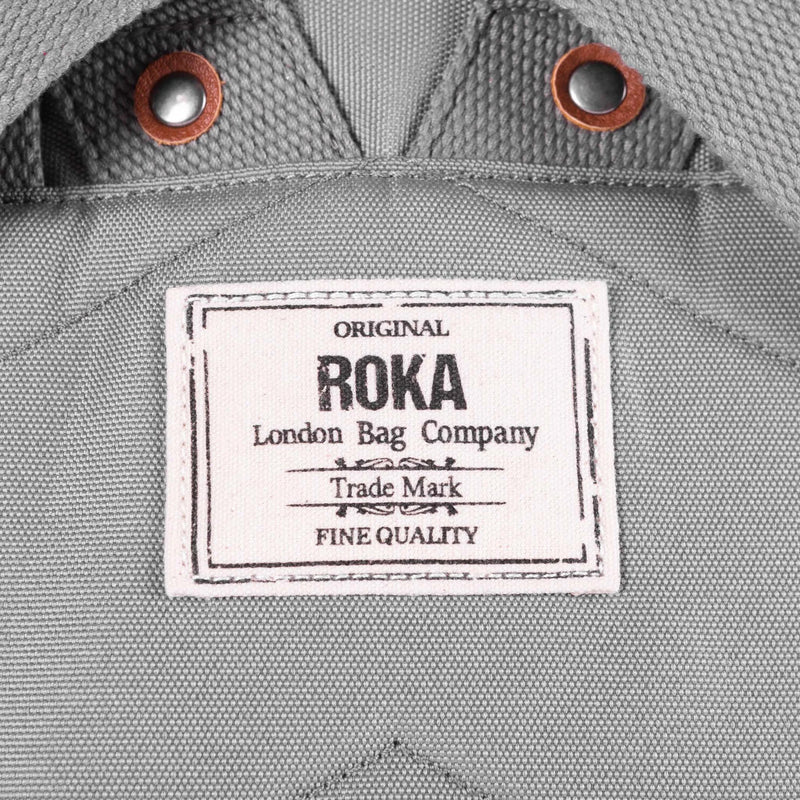 ORIGINAL
ROKA
London Bag Company
Trade Mark
FINE QUALITY